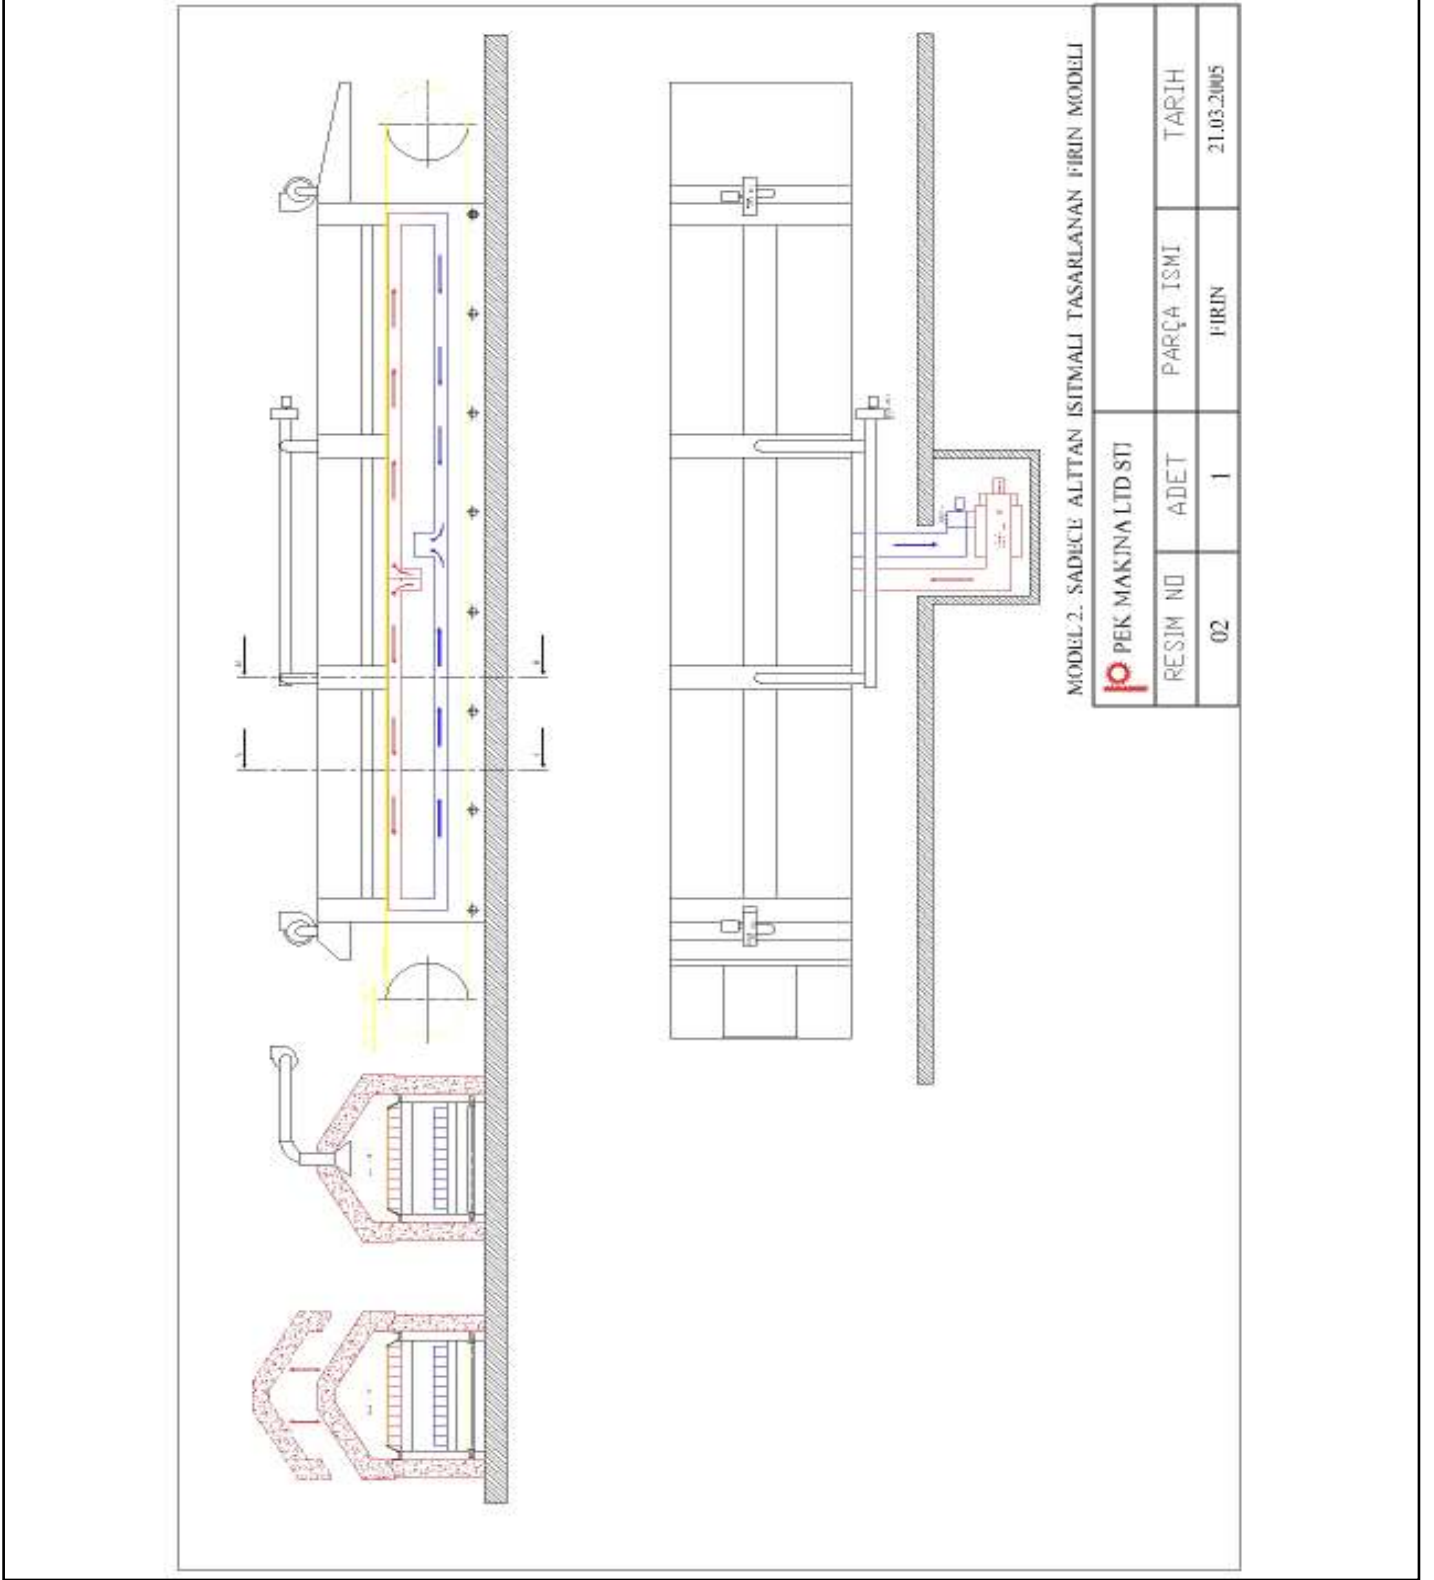 MODEL 2. SADECE ALTTAN ISITMALI TASARLANAN FIRIN MODELI
PEK MAKINA LTD STI
RESIM NO ADET PARÇA ISMI TARIH
02 1 FIRIN 21.03.2005